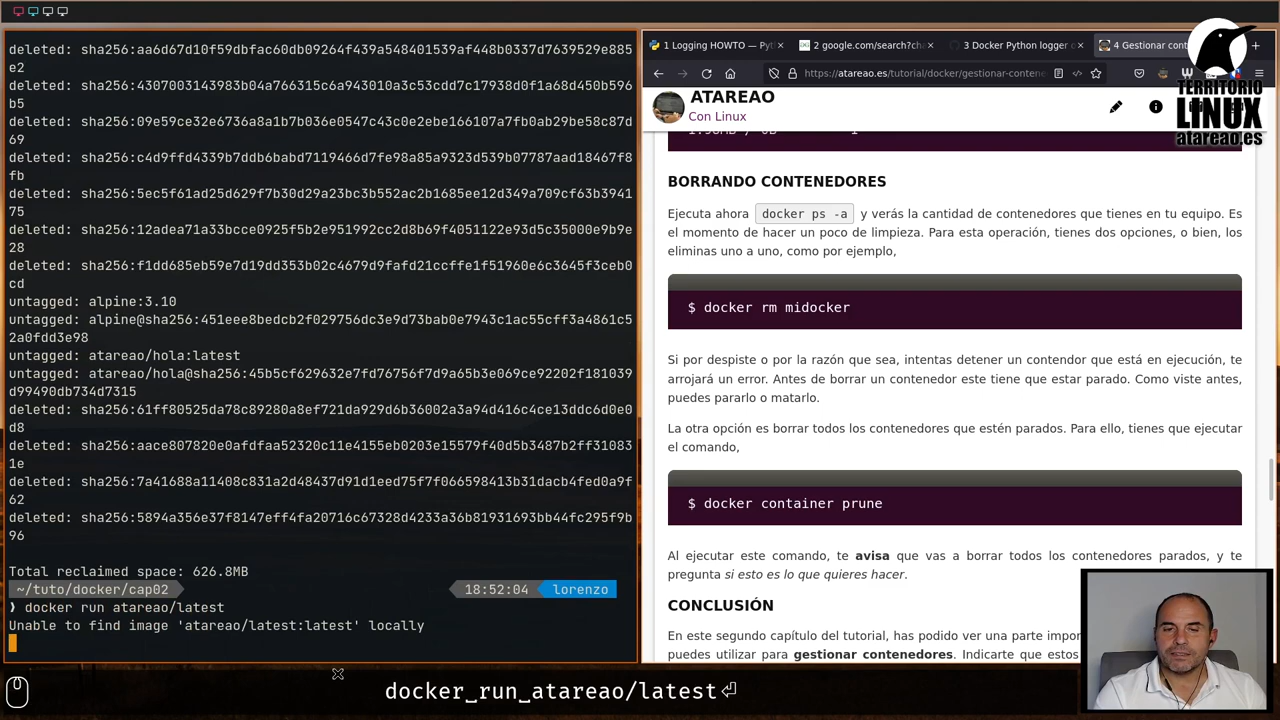 deleted: sha256:aa6d67d10f59dbfac60db09264f439a548401539af448b0337d7639529e885
e2
deleted: sha256:4307003143983b04a766315c6a943010a3c53cdd7c17938d0f1a68d450b596
b5
deleted: sha256:09e59ce32e6736a8a1b7b036e0547c43c0e2ebe166107a7fb0ab29be58c87d
69
deleted: sha256:c4d9ffd4339b7ddb6babd7119466d7fe98a85a9323d539b07787aad18467f8
fb
deleted: sha256:5ec5f61ad25d629f7b30d29a23bc3b552ac2b1685ee12d349a709cf63b3941
75
deleted: sha256:12adea71a33bcce0925f5b2e951992cc2d8b69f4051122e93d5c35000e9b9e
28
deleted: sha256:f1dd685eb59e7d19dd353b02c4679d9fafd21ccffe1f51960e6c3645f3ceb0
cd
untagged: alpine:3.10
untagged: alpine@sha256:451eee8bedcb2f029756dc3e9d73bab0e7943c1ac55cff3a4861c5
2a0fdd3e98
untagged: atareao/hola:latest
untagged: atareao/hola@sha256:45b5cf629632e7fd76756f7d9a65b3e069ce92202f181039
d99490db734d7315
deleted: sha256:61ff80525da78c89280a8ef721da929d6b36002a3a94d416c4ce13ddc6d0e0
d8
deleted: sha256:aace807820e0afdfaa52320c11e4155eb0203e15579f40d5b3487b2ff31083
1e
deleted: sha256:7a41688a11408c831a2d48437d91d1eed75f7f066598413b31dacb4fed0a9f
62
deleted: sha256:5894a356e37f8147eff4fa20716c67328d4233a36b81931693bb44fc295f9b
96
Total reclaimed space: 626.8MB
~/tuto/docker/cap02 18:52:04 lorenzo
❯ docker run atareao/latest
Unable to find image 'atareao/latest:latest' locally
1 Logging HOWTO — Pyt
2 google.com/search?cha
3 Docker Python logger o
4 Gestionar cont
https://atareao.es/tutorial/docker/gestionar-contene
ATAREAO
Con Linux
TERRITORIO
LINUX
atareao.es
BORRANDO CONTENEDORES
Ejecuta ahora docker ps -a y verás la cantidad de contenedores que tienes en tu equipo. Es
el momento de hacer un poco de limpieza. Para esta operación, tienes dos opciones, o bien, los
eliminas uno a uno, como por ejemplo,
$ docker rm midocker
Si por despiste o por la razón que sea, intentas detener un contendor que está en ejecución, te
arrojará un error. Antes de borrar un contenedor este tiene que estar parado. Como viste antes,
puedes pararlo o matarlo.
La otra opción es borrar todos los contenedores que estén parados. Para ello, tienes que ejecutar
el comando,
$ docker container prune
Al ejecutar este comando, te avisa que vas a borrar todos los contenedores parados, y te
pregunta si esto es lo que quieres hacer.
CONCLUSIÓN
En este segundo capítulo del tutorial, has podido ver una parte impor
puedes utilizar para gestionar contenedores. Indicarte que estos
docker␣run␣atareao/latest⏎